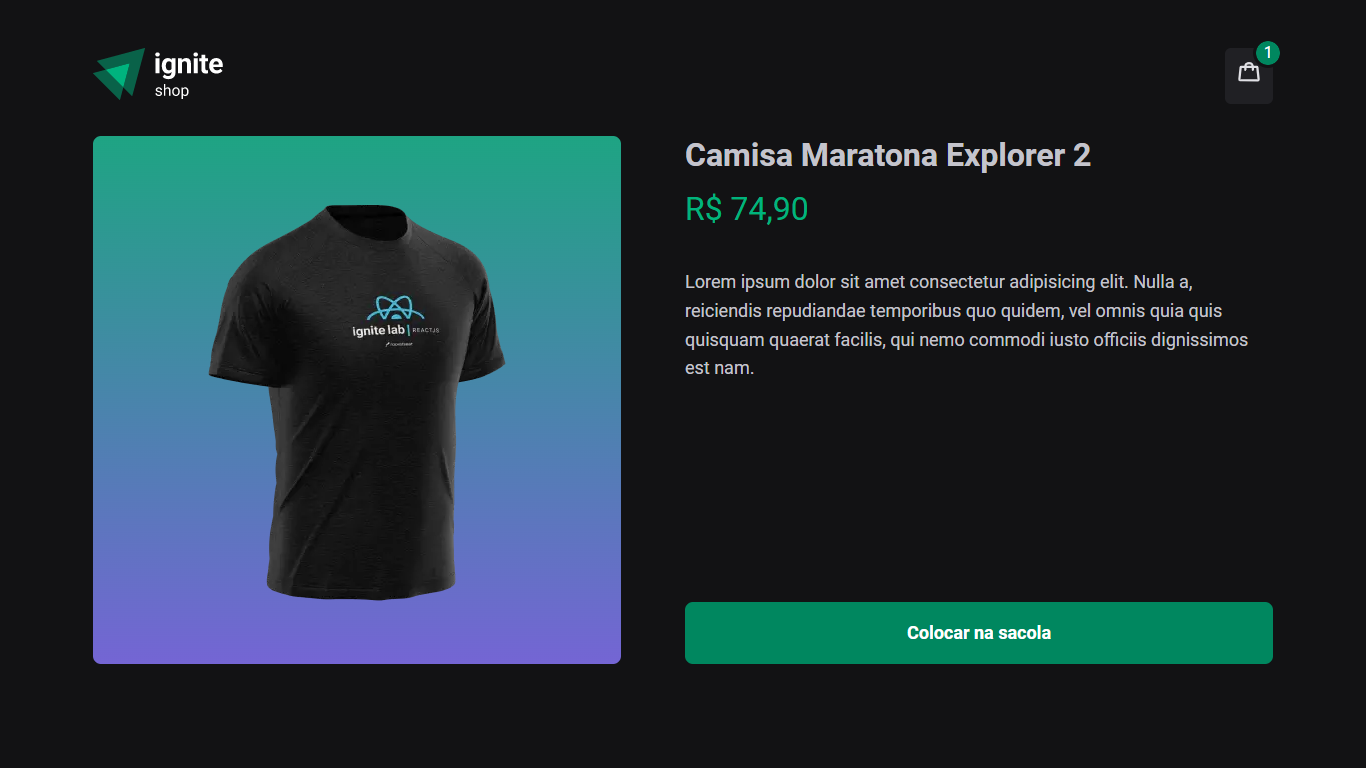 ignite
shop
1
Camisa Maratona Explorer 2
R$ 74,90
Lorem ipsum dolor sit amet consectetur adipisicing elit. Nulla a,
reiciendis repudiandae temporibus quo quidem, vel omnis quia quis
quisquam quaerat facilis, qui nemo commodi iusto officiis dignissimos
est nam.
ignite lab | REACTJS
Colocar na sacola